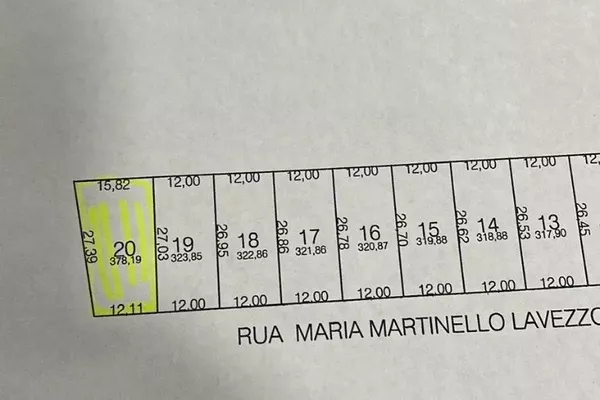 15,82 12,00 12,00 12,00 12,00 12,00 12,00 12,00
27,39 27,03 26,95 26,86 26,78 26,70 26,62 26,53 26,45
20 19 18 17 16 15 14 13
378,19 323,85 322,86 321,86 320,87 319,88 318,88 317,90
12,11 12,00 12,00 12,00 12,00 12,00 12,00 12,00
RUA MARIA MARTINELLO LAVEZZO